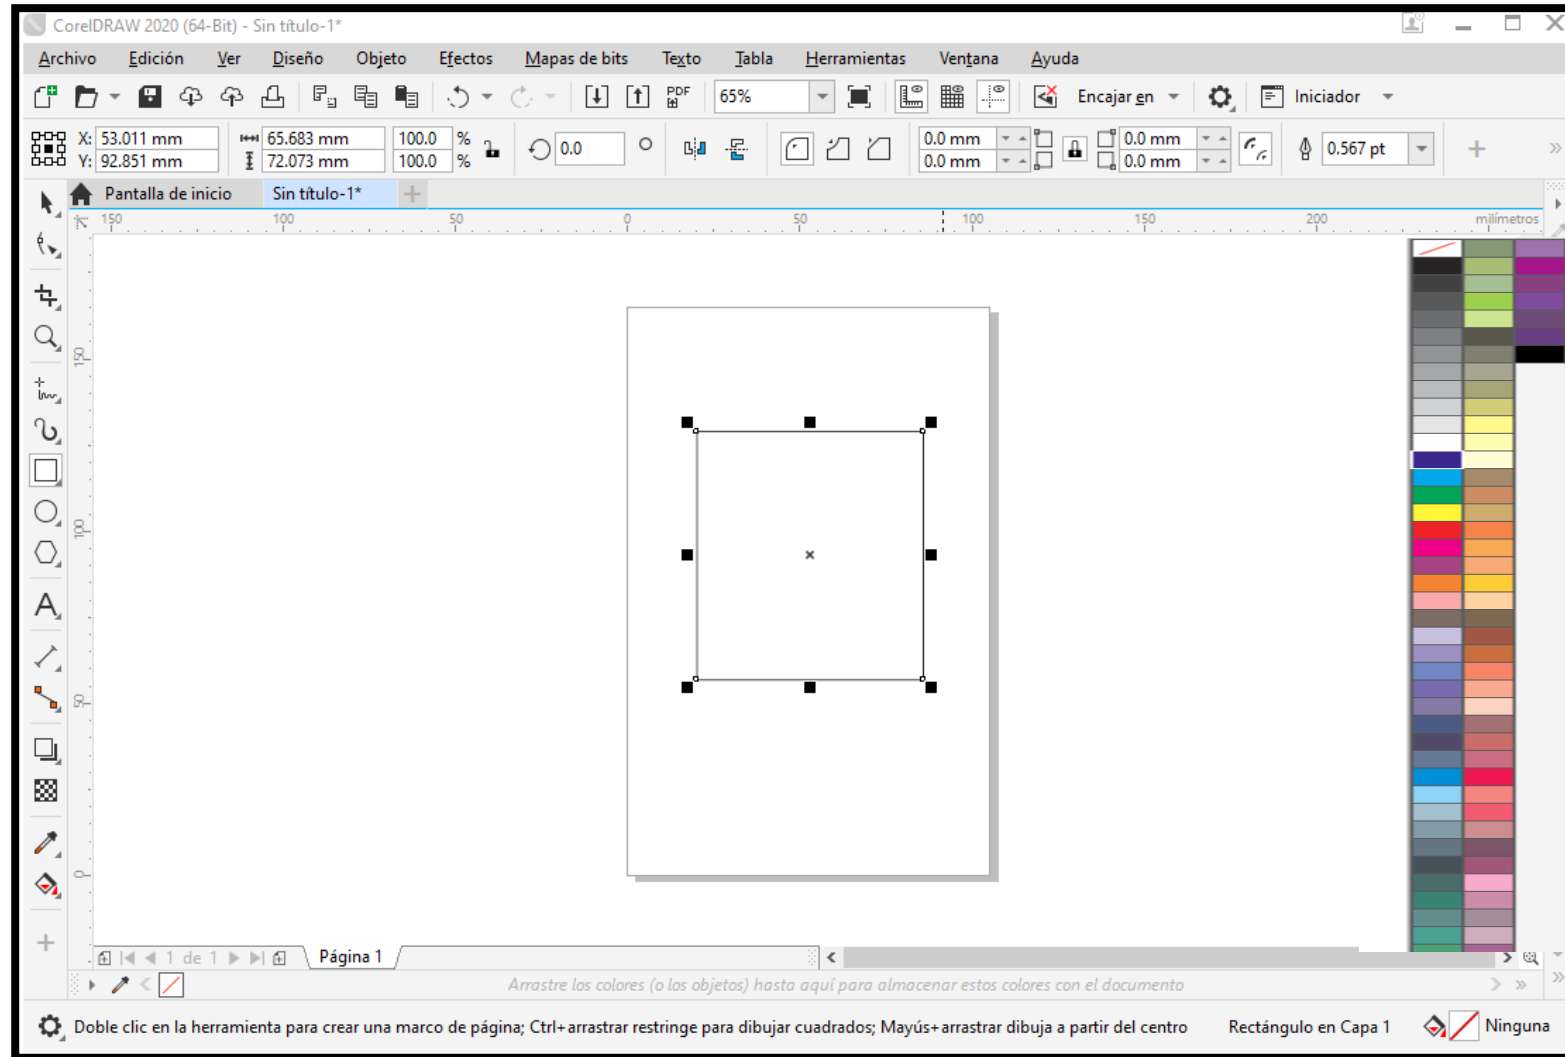 CorelDRAW 2020 (64-Bit) - Sin título-1*
Archivo Edición Ver Diseño Objeto Efectos Mapas de bits Texto Tabla Herramientas Ventana Ayuda
PDF 65% Encajar en Iniciador
X: 53.011 mm 65.683 mm 100.0 % 0.0 0.0 mm 0.0 mm 0.567 pt
Y: 92.851 mm 72.073 mm 100.0 % 0.0 mm 0.0 mm
Pantalla de inicio Sin título-1*
150 100 50 0 50 100 150 200 milímetros
150
100
50
0
1 de 1 Página 1
Arrastre los colores (o los objetos) hasta aquí para almacenar estos colores con el documento
Doble clic en la herramienta para crear una marco de página; Ctrl+arrastrar restringe para dibujar cuadrados; Mayús+arrastrar dibuja a partir del centro Rectángulo en Capa 1 Ninguna